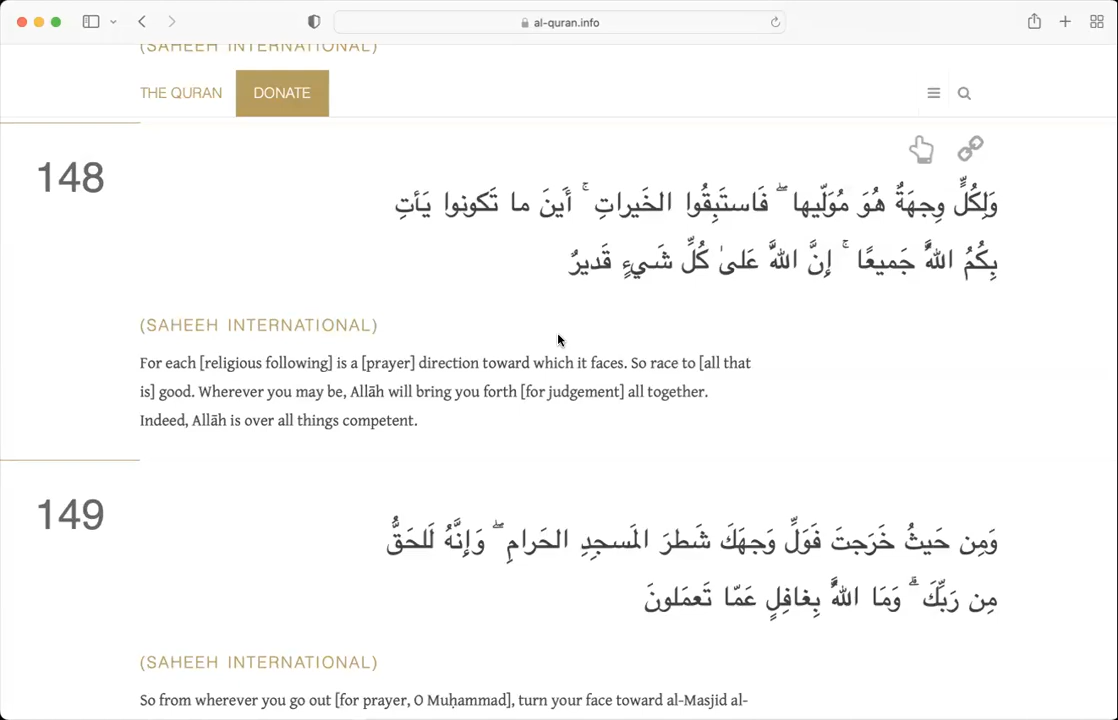 al-quran.info
(SAHEEH INTERNATIONAL)
THE QURAN
DONATE
148
وَلِكُلٍّ وِجهَةٌ هُوَ مُوَلّيها ۖ فَاستَبِقُوا الخَيراتِ ۚ أَينَ ما تَكونوا يَأتِ
بِكُمُ اللَّهُ جَميعًا ۚ إِنَّ اللَّهَ عَلىٰ كُلِّ شَيءٍ قَديرٌ
(SAHEEH INTERNATIONAL)
For each [religious following] is a [prayer] direction toward which it faces. So race to [all that
is] good. Wherever you may be, Allāh will bring you forth [for judgement] all together.
Indeed, Allāh is over all things competent.
149
وَمِن حَيثُ خَرَجتَ فَوَلِّ وَجهَكَ شَطرَ المَسجِدِ الحَرامِ ۖ وَإِنَّهُ لَلحَقُّ
مِن رَبِّكَ ۗ وَمَا اللَّهُ بِغافِلٍ عَمّا تَعمَلونَ
(SAHEEH INTERNATIONAL)
So from wherever you go out [for prayer, O Muḥammad], turn your face toward al-Masjid al-